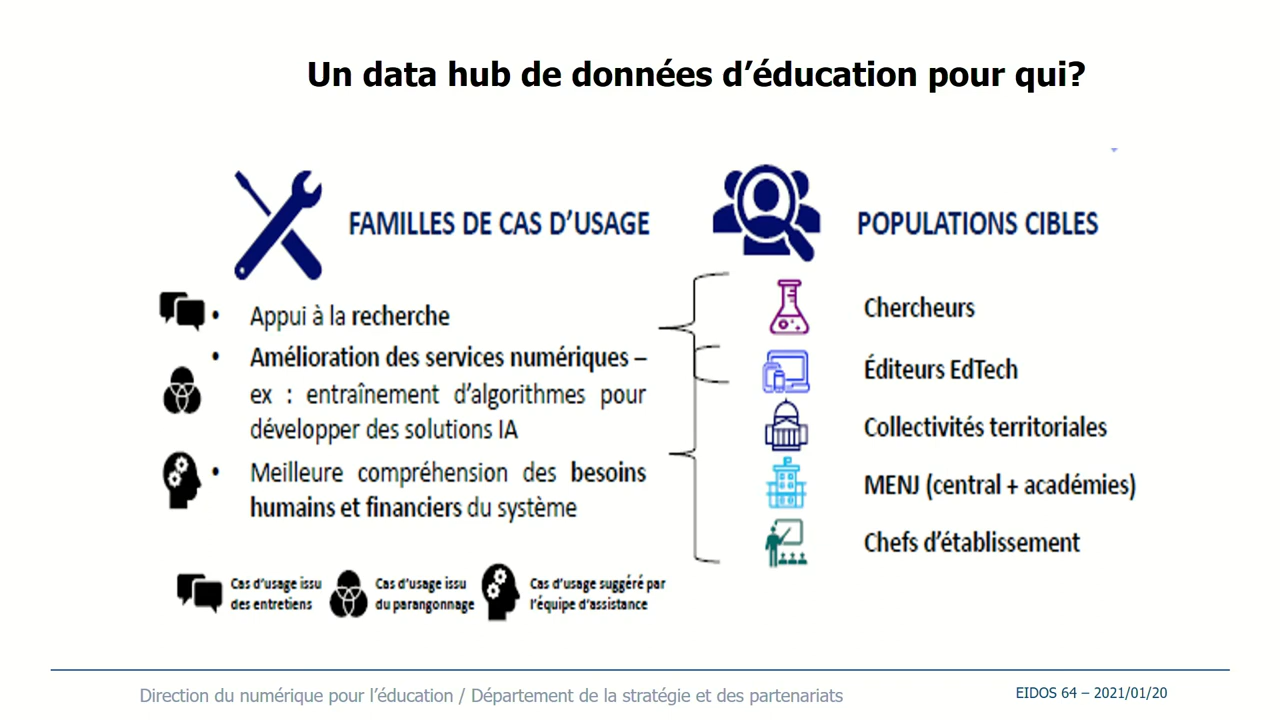 Un data hub de données d’éducation pour qui?
FAMILLES DE CAS D’USAGE
• Appui à la recherche
• Amélioration des services numériques –
ex : entraînement d’algorithmes pour
développer des solutions IA
• Meilleure compréhension des besoins
humains et financiers du système
Cas d’usage issu
des entretiens
Cas d’usage issu
du parangonnage
Cas d’usage suggéré par
l’équipe d’assistance
POPULATIONS CIBLES
Chercheurs
Éditeurs EdTech
Collectivités territoriales
MENJ (central + académies)
Chefs d’établissement
Direction du numérique pour l’éducation / Département de la stratégie et des partenariats
EIDOS 64 – 2021/01/20